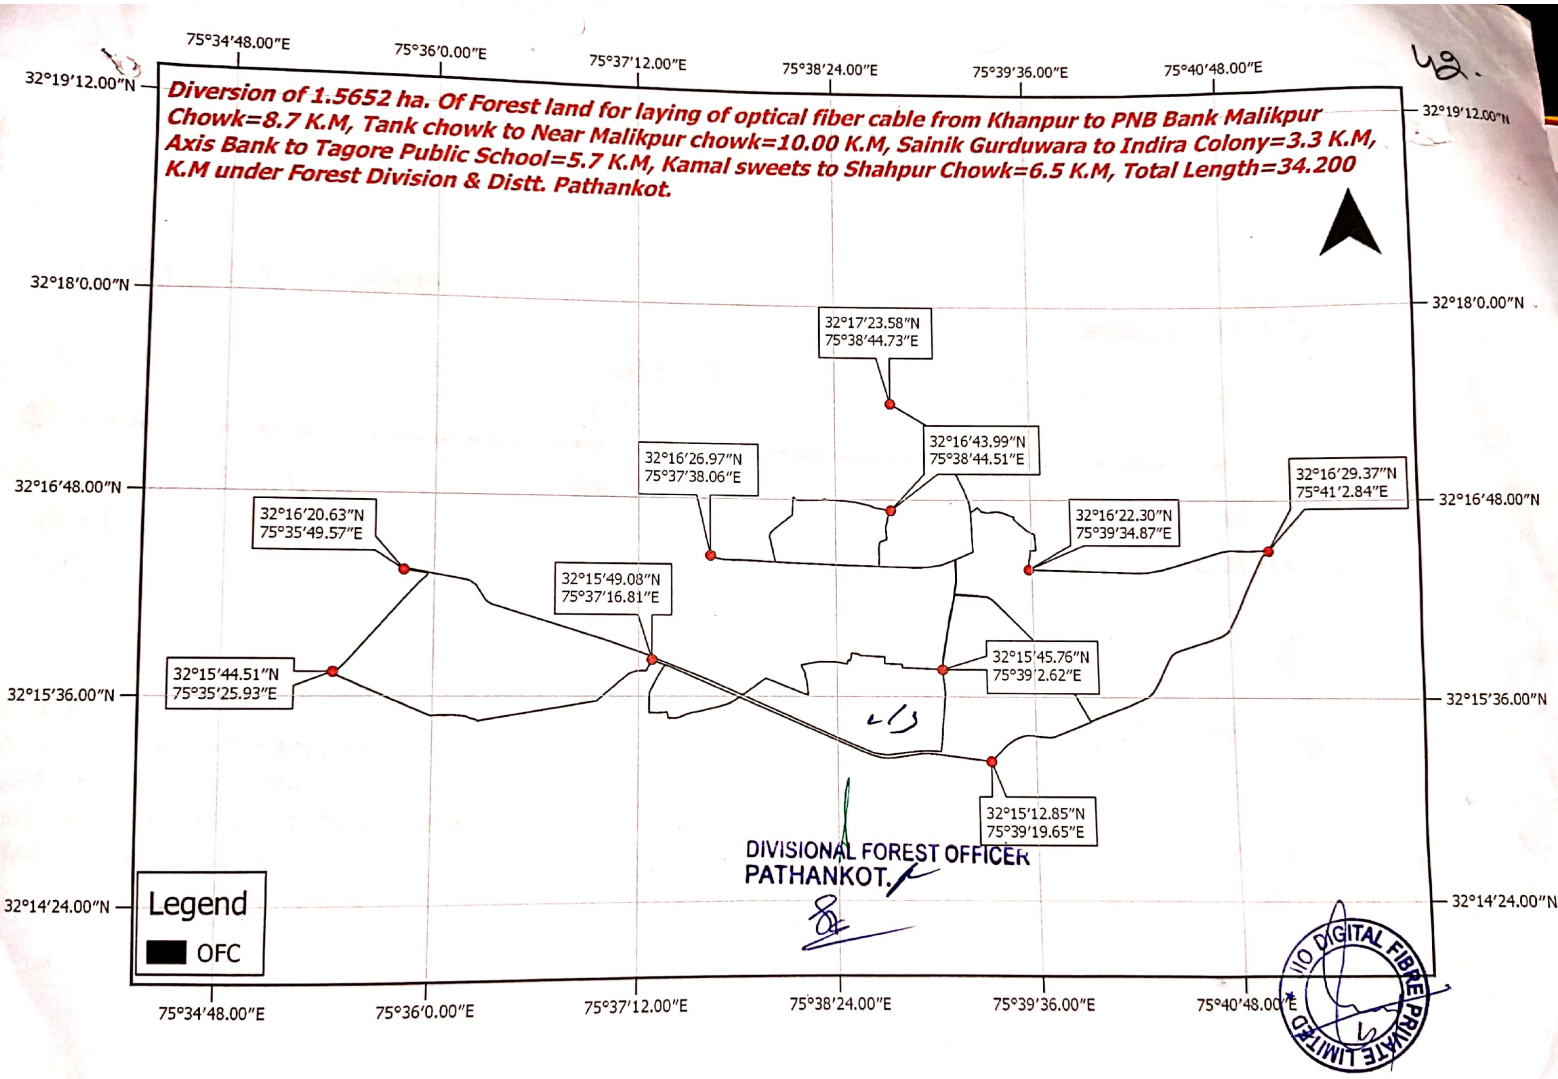 52.
75°34'48.00"E
75°36'0.00"E
75°37'12.00"E
75°38'24.00"E
75°39'36.00"E
75°40'48.00"E
32°19'12.00"N
32°19'12.00"N
Diversion of 1.5652 ha. Of Forest land for laying of optical fiber cable from Khanpur to PNB Bank Malikpur
Chowk=8.7 K.M, Tank chowk to Near Malikpur chowk=10.00 K.M, Sainik Gurduwara to Indira Colony=3.3 K.M,
Axis Bank to Tagore Public School=5.7 K.M, Kamal sweets to Shahpur Chowk=6.5 K.M, Total Length=34.200
K.M under Forest Division & Distt. Pathankot.
32°18'0.00"N
32°18'0.00"N
32°17'23.58"N
75°38'44.73"E
32°16'43.99"N
75°38'44.51"E
32°16'26.97"N
75°37'38.06"E
32°16'29.37"N
75°41'2.84"E
32°16'48.00"N
32°16'48.00"N
32°16'20.63"N
75°35'49.57"E
32°16'22.30"N
75°39'34.87"E
32°15'49.08"N
75°37'16.81"E
32°15'45.76"N
75°39'2.62"E
32°15'44.51"N
75°35'25.93"E
32°15'36.00"N
32°15'36.00"N
32°15'12.85"N
75°39'19.65"E
DIVISIONAL FOREST OFFICER
PATHANKOT.
Legend
OFC
32°14'24.00"N
32°14'24.00"N
75°34'48.00"E
75°36'0.00"E
75°37'12.00"E
75°38'24.00"E
75°39'36.00"E
75°40'48.00"E
DIGITAL FIBRE PRIVATE LIMITED